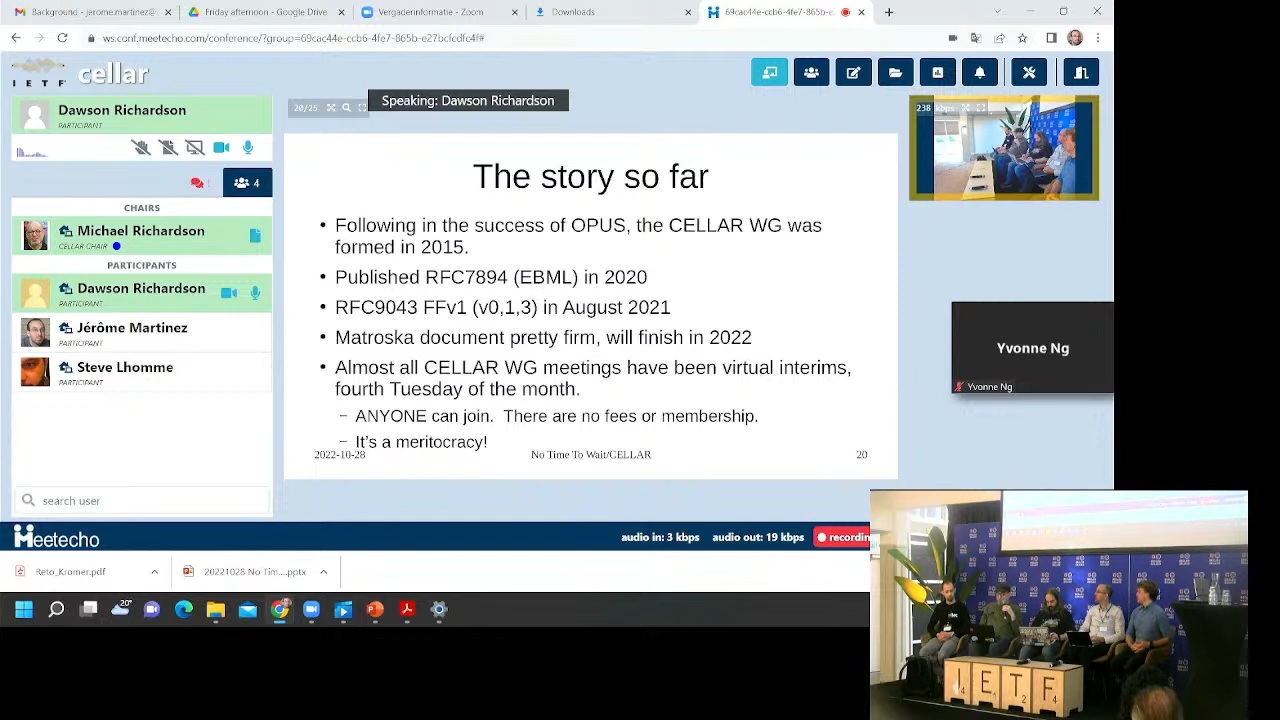 Background - jerome.martinez@
Friday afternoon - Google Drive
Vergaderinformatie - Zoom
Downloads
69cac44e-ccb6-4fe7-865b-e
ws.conf.meetecho.com/conference/?group=69cac44e-ccb6-4fe7-865b-e27bcfcdfc4f#
IETF
cellar
Dawson Richardson
PARTICIPANT
4
CHAIRS
Michael Richardson
CELLAR CHAIR
PARTICIPANTS
Dawson Richardson
PARTICIPANT
Jérôme Martinez
PARTICIPANT
Steve Lhomme
PARTICIPANT
search user
20/25
Speaking: Dawson Richardson
The story so far
• Following in the success of OPUS, the CELLAR WG was
formed in 2015.
• Published RFC7894 (EBML) in 2020
• RFC9043 FFv1 (v0,1,3) in August 2021
• Matroska document pretty firm, will finish in 2022
• Almost all CELLAR WG meetings have been virtual interims,
fourth Tuesday of the month.
– ANYONE can join. There are no fees or membership.
– It's a meritocracy!
2022-10-28
No Time To Wait/CELLAR
20
238 kbps
Yvonne Ng
Yvonne Ng
Meetecho
audio in: 3 kbps
audio out: 19 kbps
recordin
Reto_Kromer.pdf
20221028 No Tim....pptx
20°
IETF